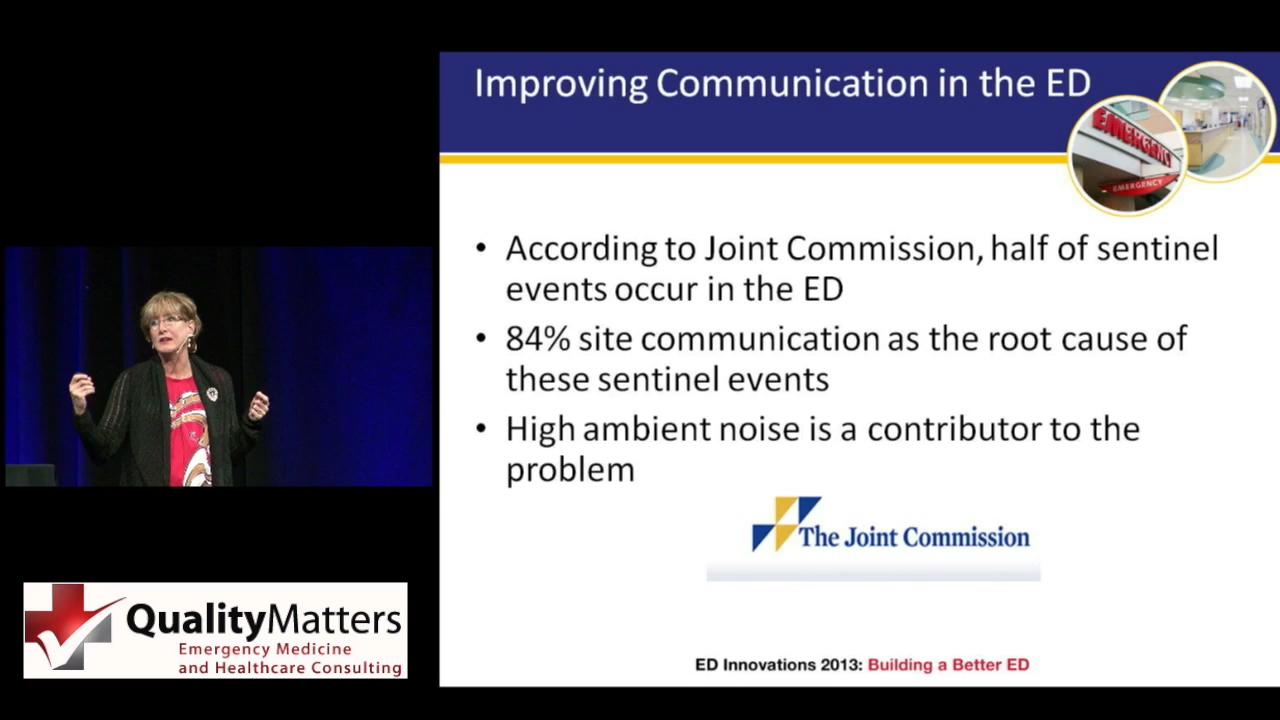 Improving Communication in the ED
EMERGENCY
EMERGENCY
• According to Joint Commission, half of sentinel
events occur in the ED
• 84% site communication as the root cause of
these sentinel events
• High ambient noise is a contributor to the
problem
The Joint Commission
QualityMatters
Emergency Medicine
and Healthcare Consulting
ED Innovations 2013: Building a Better ED